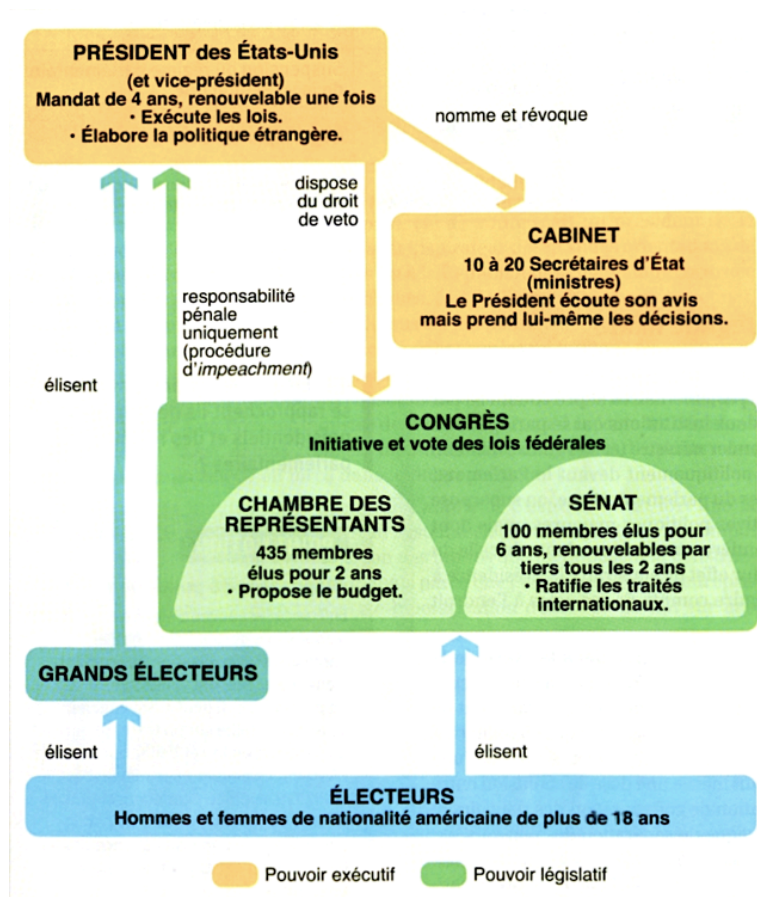 PRÉSIDENT des États-Unis
(et vice-président)
Mandat de 4 ans, renouvelable une fois
· Exécute les lois.
· Élabore la politique étrangère.
nomme et révoque
dispose
du droit
de veto
CABINET
10 à 20 Secrétaires d'État
(ministres)
Le Président écoute son avis
mais prend lui-même les décisions.
responsabilité
pénale
uniquement
(procédure
d'impeachment)
élisent
CONGRÈS
Initiative et vote des lois fédérales
CHAMBRE DES
REPRÉSENTANTS
435 membres
élus pour 2 ans
· Propose le budget.
SÉNAT
100 membres élus pour
6 ans, renouvelables par
tiers tous les 2 ans
· Ratifie les traités
internationaux.
GRANDS ÉLECTEURS
élisent
élisent
ÉLECTEURS
Hommes et femmes de nationalité américaine de plus de 18 ans
Pouvoir exécutif
Pouvoir législatif